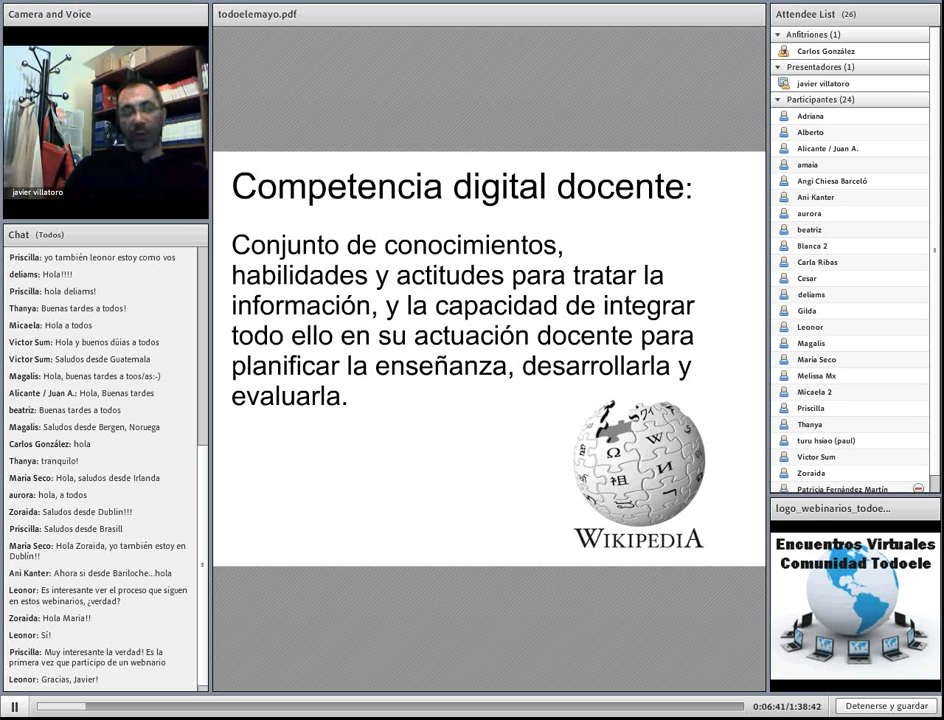 Camera and Voice
javier villatoro
Chat (Todos)
Priscilla: yo también leonor estoy como vos
deliams: Hola!!!!
Priscilla: hola deliams!
Thanya: Buenas tardes a todos!
Micaela: Hola a todos
Victor Sum: Hola y buenos dúias a todos
Victor Sum: Saludos desde Guatemala
Magalis: Hola, buenas tardes a toos/as:-)
Alicante / Juan A.: Hola, Buenas tardes
beatriz: Buenas tardes a todos
Magalis: Saludos desde Bergen, Noruega
Carlos González: hola
Thanya: tranquilo!
Maria Seco: Hola, saludos desde Irlanda
aurora: hola, a todos
Zoraida: Saludos desde Dublin!!!
Priscilla: Saludos desde Brasill
Maria Seco: Hola Zoraida, yo también estoy en
Dublín!!
Ani Kanter: Ahora si desde Bariloche...hola
Leonor: Es interesante ver el proceso que siguen
en estos webinarios, ¿verdad?
Zoraida: Hola Maria!!
Leonor: Sí!
Priscilla: Muy interesante la verdad! Es la
primera vez que participo de un webnario
Leonor: Gracias, Javier!
todoelemayo.pdf
Competencia digital docente:
Conjunto de conocimientos,
habilidades y actitudes para tratar la
información, y la capacidad de integrar
todo ello en su actuación docente para
planificar la enseñanza, desarrollarla y
evaluarla.
Ω W И 祖
WIKIPEDIA
Attendee List (26)
Anfitriones (1)
Carlos González
Presentadores (1)
javier villatoro
Participantes (24)
Adriana
Alberto
Alicante / Juan A.
amaia
Angi Chiesa Barceló
Ani Kanter
aurora
beatriz
Blanca 2
Carla Ribas
Cesar
deliams
Gilda
Leonor
Magalis
Maria Seco
Melissa Mx
Micaela 2
Priscilla
Thanya
turu hsiao (paul)
Victor Sum
Zoraida
Patricia Fernández Martín
logo_webinarios_todoe...
Encuentros Virtuales
Comunidad Todoele
0:06:41/1:38:42
Detenerse y guardar